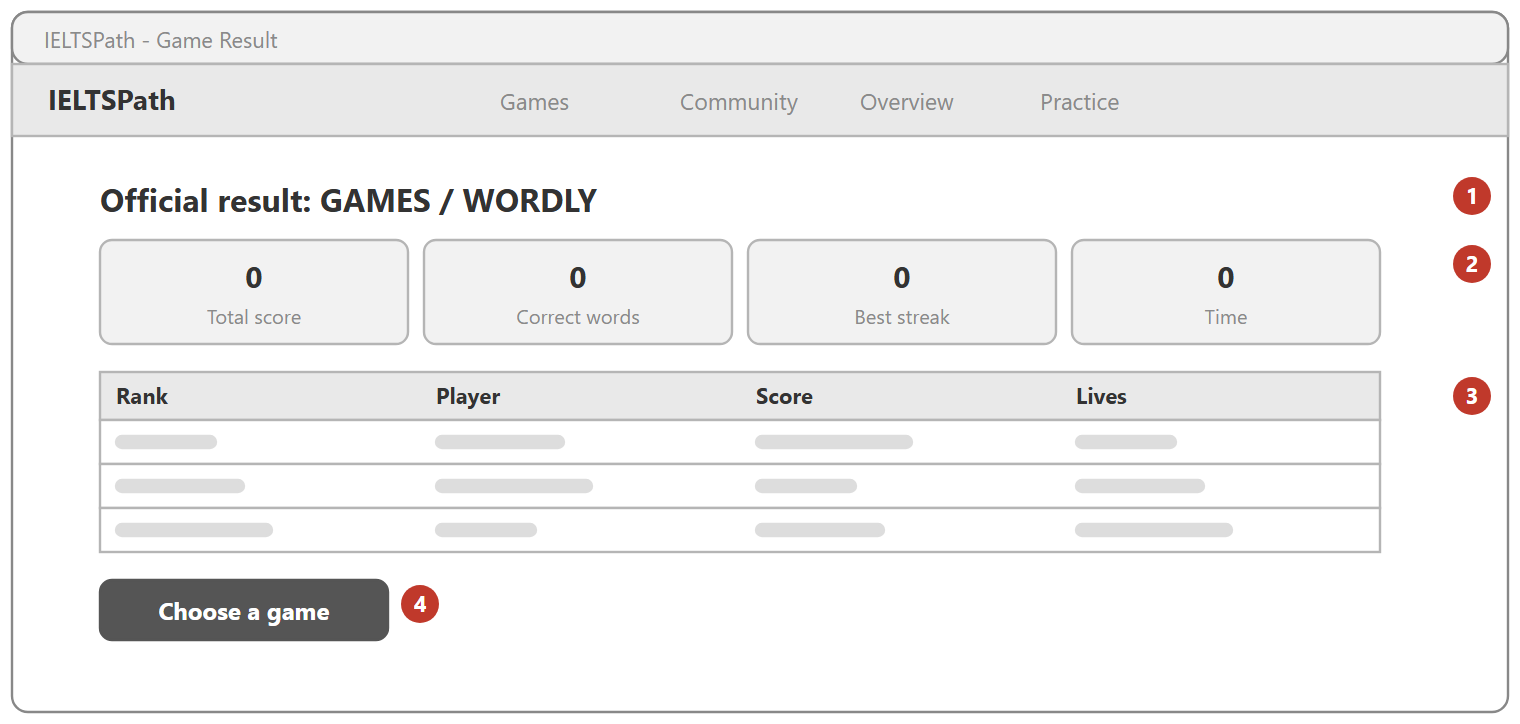 IELTSPath - Game Result
IELTSPath Games Community Overview Practice
Official result: GAMES / WORDLY 1
0 0 0 0 2
Total score Correct words Best streak Time
Rank Player Score Lives 3
Choose a game 4